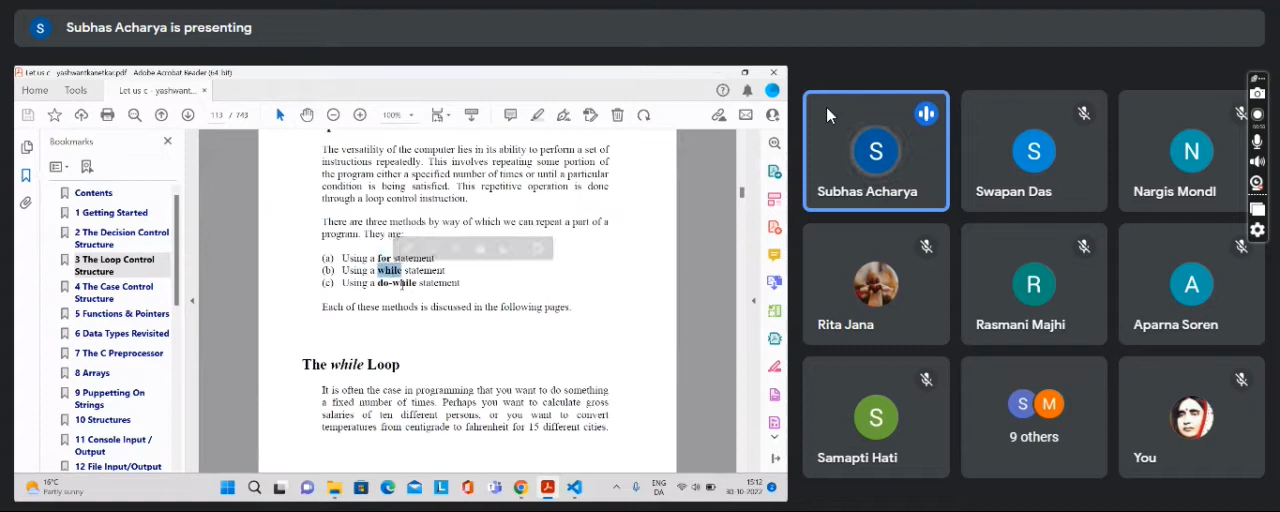 S
Subhas Acharya is presenting
Let us c - yashwantkanetkar.pdf - Adobe Acrobat Reader (64-bit)
Home Tools Let us c - yashwant... ×
113 / 743 100%
Bookmarks
Contents
1 Getting Started
2 The Decision Control
Structure
3 The Loop Control
Structure
4 The Case Control
Structure
5 Functions & Pointers
6 Data Types Revisited
7 The C Preprocessor
8 Arrays
9 Puppetting On
Strings
10 Structures
11 Console Input /
Output
12 File Input/Output
The versatility of the computer lies in its ability to perform a set of
instructions repeatedly. This involves repeating some portion of
the program either a specified number of times or until a particular
condition is being satisfied. This repetitive operation is done
through a loop control instruction.
There are three methods by way of which we can repeat a part of a
program. They are:
(a) Using a for statement
(b) Using a while statement
(c) Using a do-while statement
Each of these methods is discussed in the following pages.
The while Loop
It is often the case in programming that you want to do something
a fixed number of times. Perhaps you want to calculate gross
salaries of ten different persons, or you want to convert
temperatures from centigrade to fahrenheit for 15 different cities.
16°C
Partly sunny
ENG
DA
15:12
30-10-2022
S
Subhas Acharya
S
Swapan Das
N
Nargis Mondl
Rita Jana
R
Rasmani Majhi
A
Aparna Soren
S
Samapti Hati
S M
9 others
You